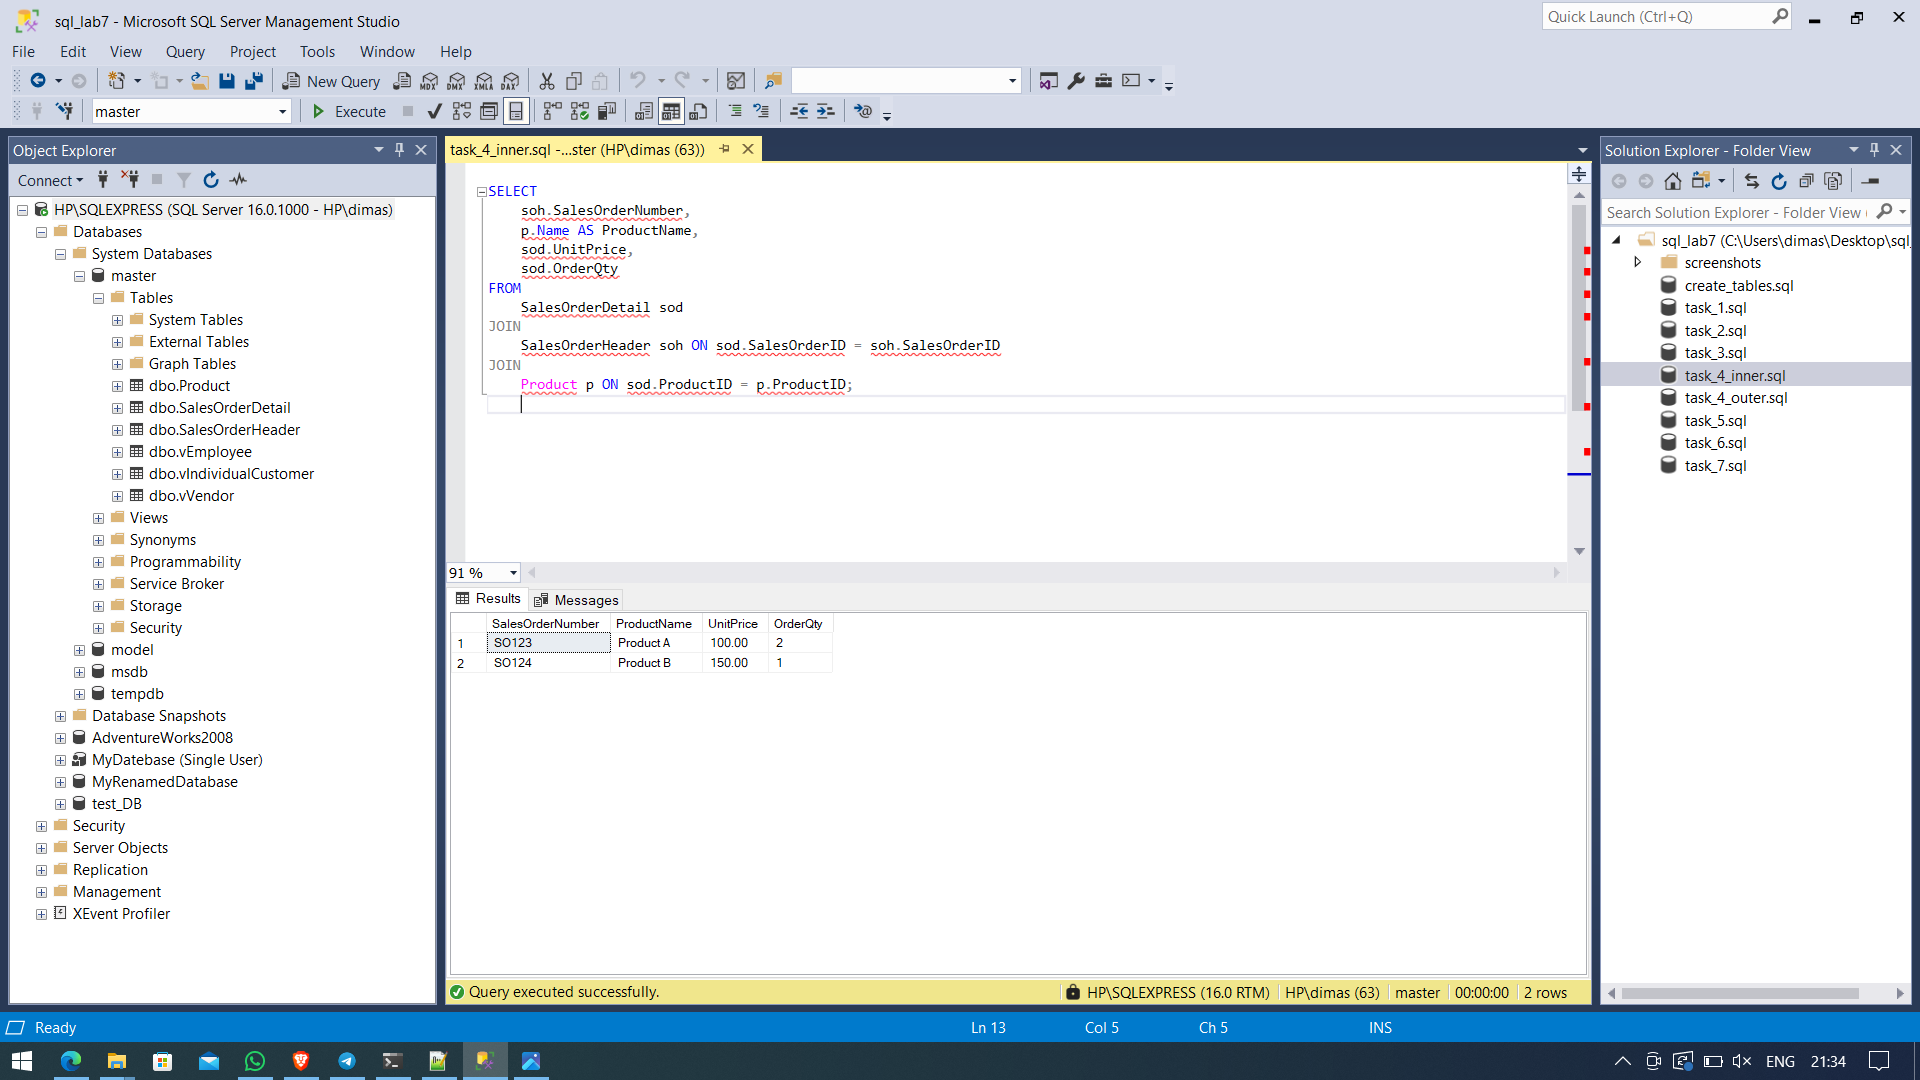 sql_lab7 - Microsoft SQL Server Management Studio
Quick Launch (Ctrl+Q)
File Edit View Query Project Tools Window Help
New Query
MDX DMX XMLA DAX
master
Execute
Object Explorer
Connect
HP\SQLEXPRESS (SQL Server 16.0.1000 - HP\dimas)
Databases
System Databases
master
Tables
System Tables
External Tables
Graph Tables
dbo.Product
dbo.SalesOrderDetail
dbo.SalesOrderHeader
dbo.vEmployee
dbo.vIndividualCustomer
dbo.vVendor
Views
Synonyms
Programmability
Service Broker
Storage
Security
model
msdb
tempdb
Database Snapshots
AdventureWorks2008
MyDatebase (Single User)
MyRenamedDatabase
test_DB
Security
Server Objects
Replication
Management
XEvent Profiler
task_4_inner.sql -...ster (HP\dimas (63))
SELECT
soh.SalesOrderNumber,
p.Name AS ProductName,
sod.UnitPrice,
sod.OrderQty
FROM
SalesOrderDetail sod
JOIN
SalesOrderHeader soh ON sod.SalesOrderID = soh.SalesOrderID
JOIN
Product p ON sod.ProductID = p.ProductID;
91 %
Results Messages
SalesOrderNumber ProductName UnitPrice OrderQty
1 SO123 Product A 100.00 2
2 SO124 Product B 150.00 1
Query executed successfully.
HP\SQLEXPRESS (16.0 RTM) HP\dimas (63) master 00:00:00 2 rows
Solution Explorer - Folder View
Search Solution Explorer - Folder View (
sql_lab7 (C:\Users\dimas\Desktop\sql_
screenshots
create_tables.sql
task_1.sql
task_2.sql
task_3.sql
task_4_inner.sql
task_4_outer.sql
task_5.sql
task_6.sql
task_7.sql
Ready
Ln 13 Col 5 Ch 5 INS
ENG 21:34